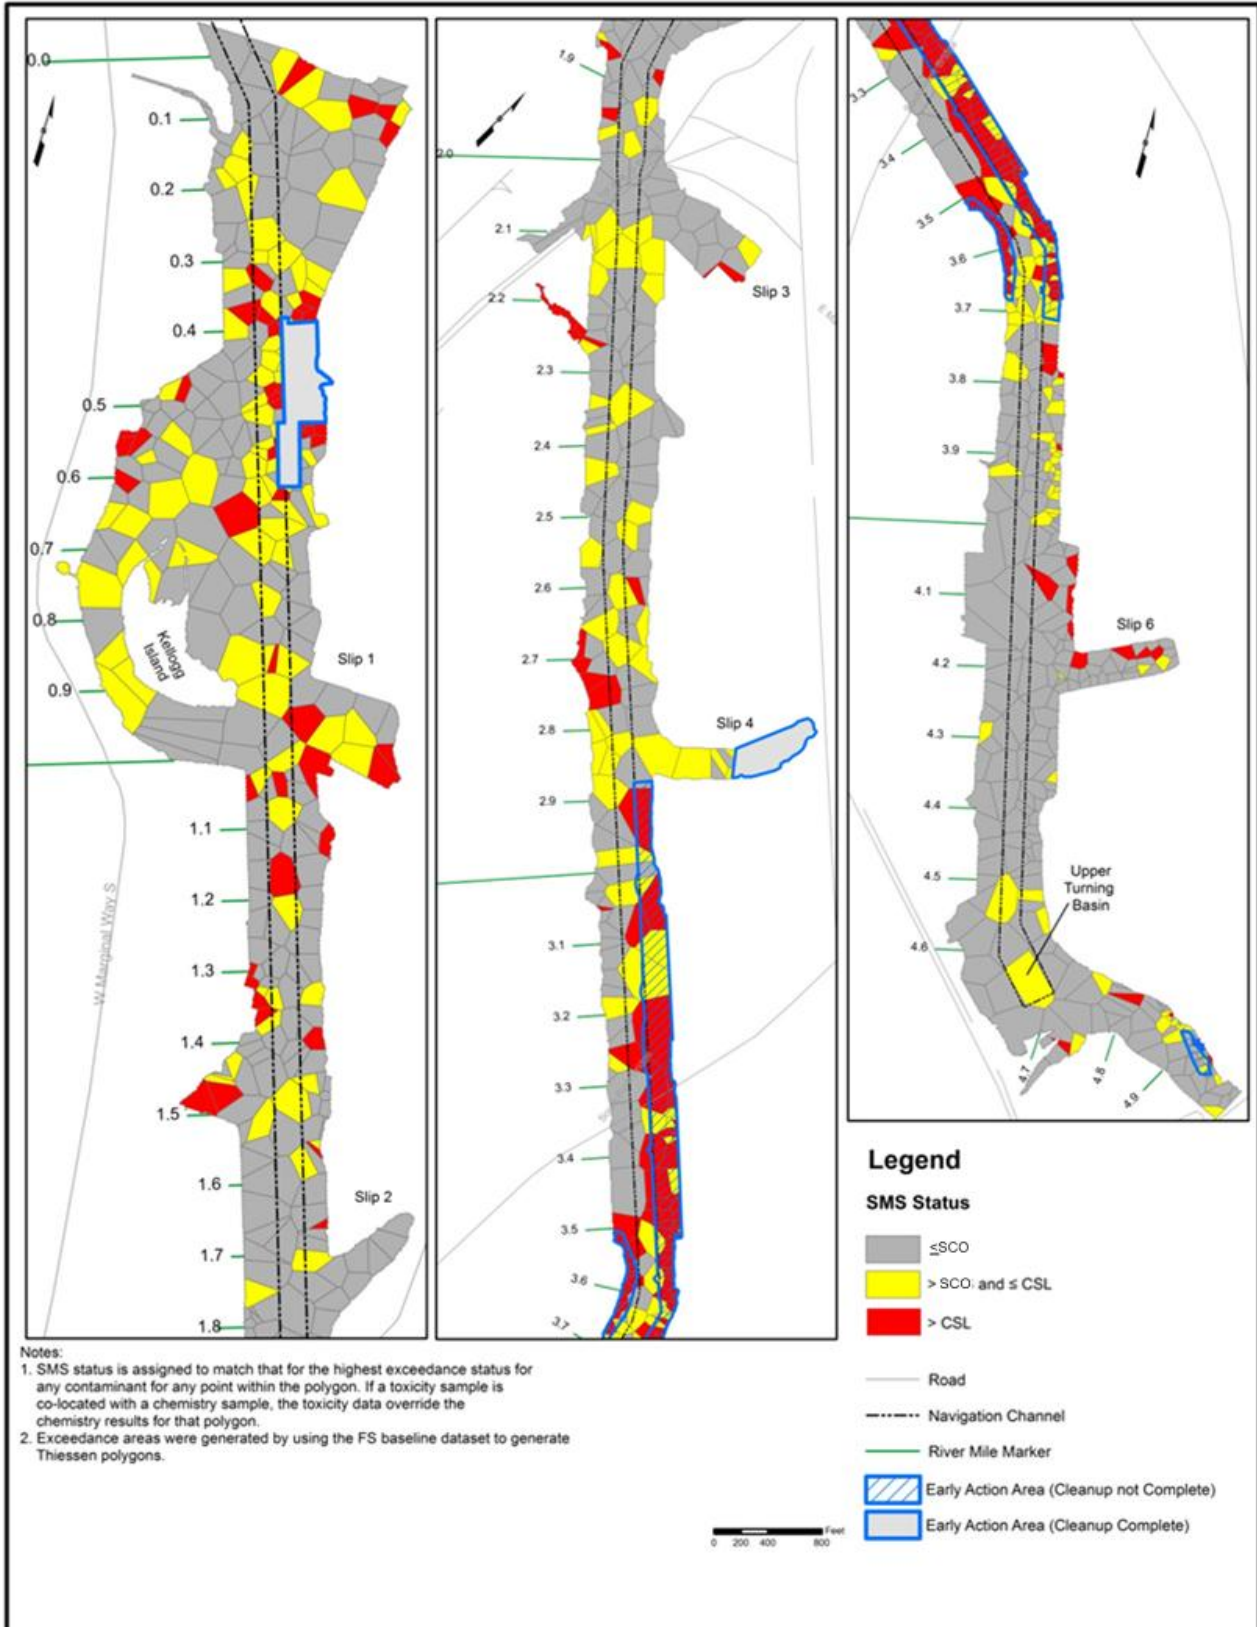 0.0
0.1
0.2
0.3
0.4
0.5
0.6
0.7
0.8
0.9
Kellogg
Island
Slip 1
1.1
1.2
1.3
1.4
1.5
1.6
1.7
1.8
Slip 2
W Marginal Way S
1.9
2.0
2.1
2.2
2.3
2.4
2.5
2.6
2.7
2.8
2.9
3.1
3.2
3.3
3.4
3.5
3.6
3.7
Slip 3
Slip 4
3.3
3.4
3.5
3.6
3.7
3.8
3.9
4.1
4.2
4.3
4.4
4.5
4.6
4.7
4.8
4.9
Slip 6
Upper
Turning
Basin
Legend
SMS Status
≤SCO
> SCO and ≤ CSL
> CSL
Road
Navigation Channel
River Mile Marker
Early Action Area (Cleanup not Complete)
Early Action Area (Cleanup Complete)
Feet
0 200 400 800
Notes:
1. SMS status is assigned to match that for the highest exceedance status for
any contaminant for any point within the polygon. If a toxicity sample is
co-located with a chemistry sample, the toxicity data override the
chemistry results for that polygon.
2. Exceedance areas were generated by using the FS baseline dataset to generate
Thiessen polygons.